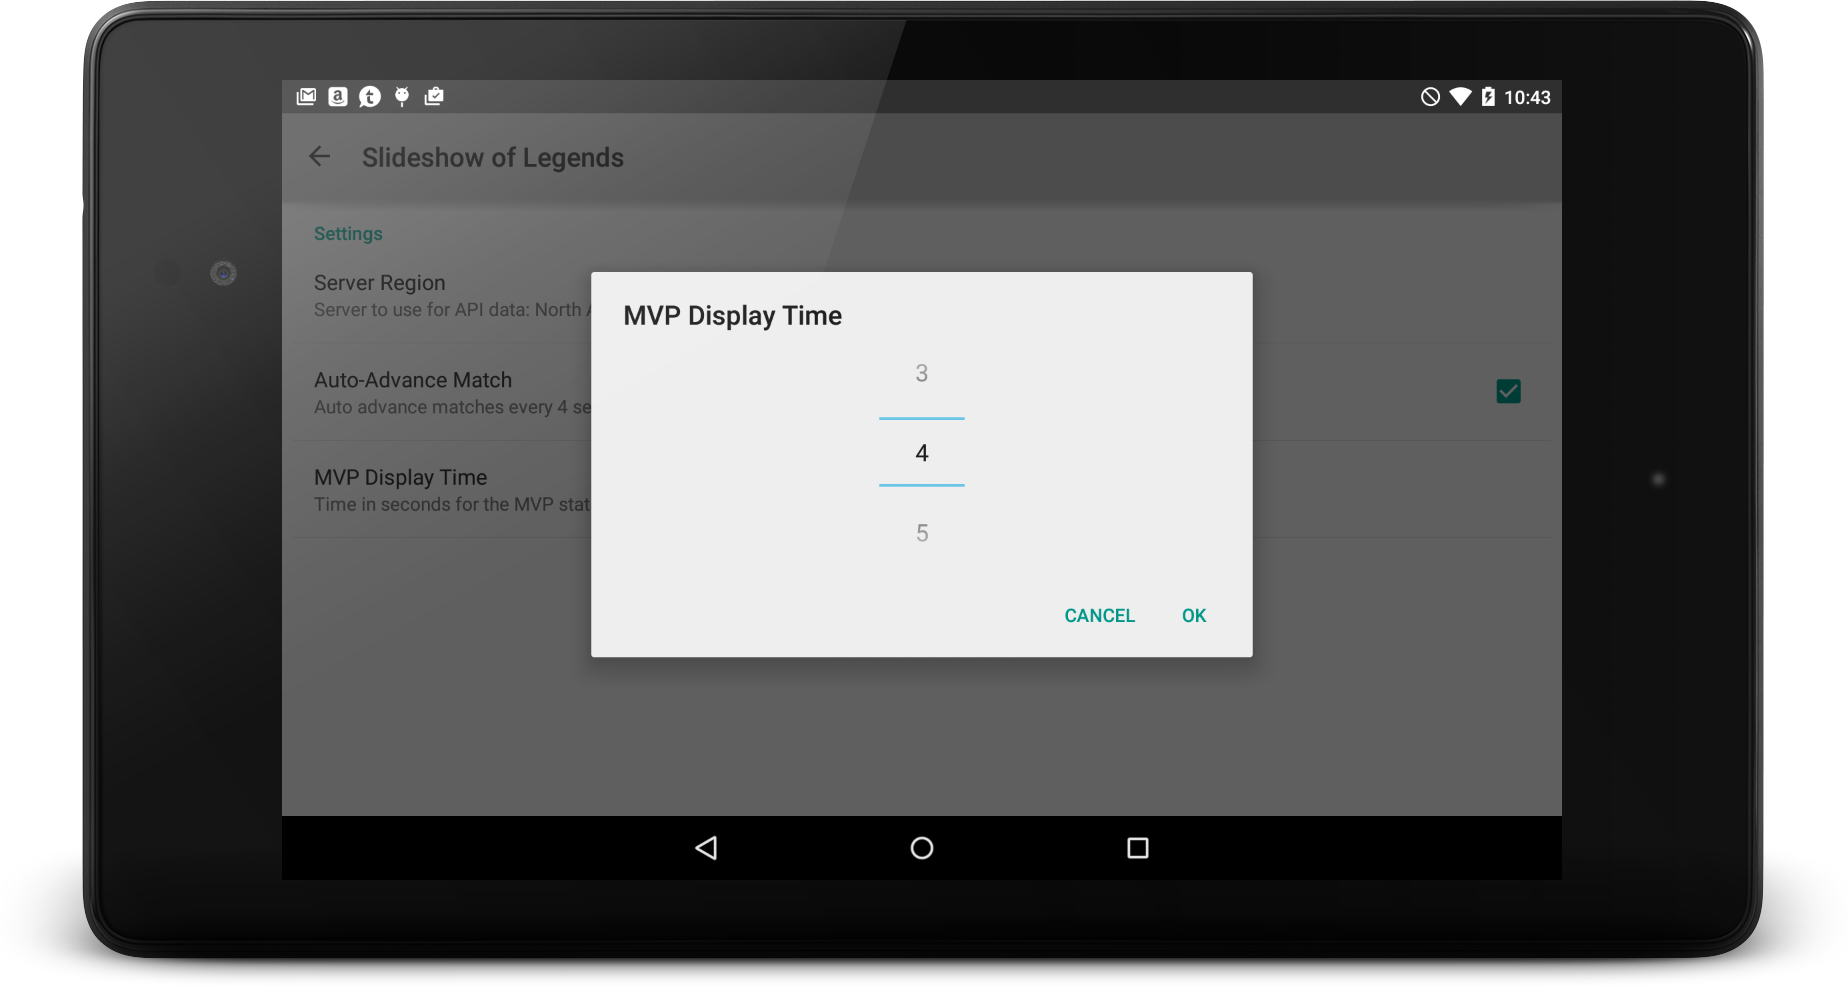 10:43
Slideshow of Legends
Settings
Server Region
Server to use for API data: North
Auto-Advance Match
Auto advance matches every 4 se
MVP Display Time
Time in seconds for the MVP stat
MVP Display Time
3
4
5
CANCEL OK